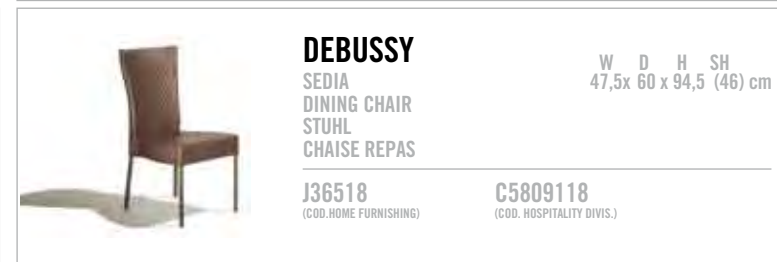 DEBUSSY
SEDIA
DINING CHAIR
STUHL
CHAISE REPAS
W D H SH
47,5x 60 x 94,5 (46) cm
J36518
(COD.HOME FURNISHING)
C5809118
(COD. HOSPITALITY DIVIS.)